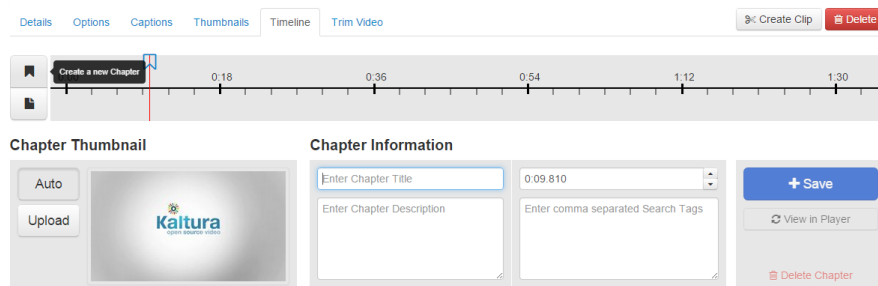 Details Options Captions Thumbnails Timeline Trim Video Create Clip Delete
Create a new Chapter 0:18 0:36 0:54 1:12 1:30
Chapter Thumbnail Chapter Information
Auto Enter Chapter Title 0:09.810 Save
Upload Kaltura Enter Chapter Description Enter comma separated Search Tags View in Player
open source video
Delete Chapter